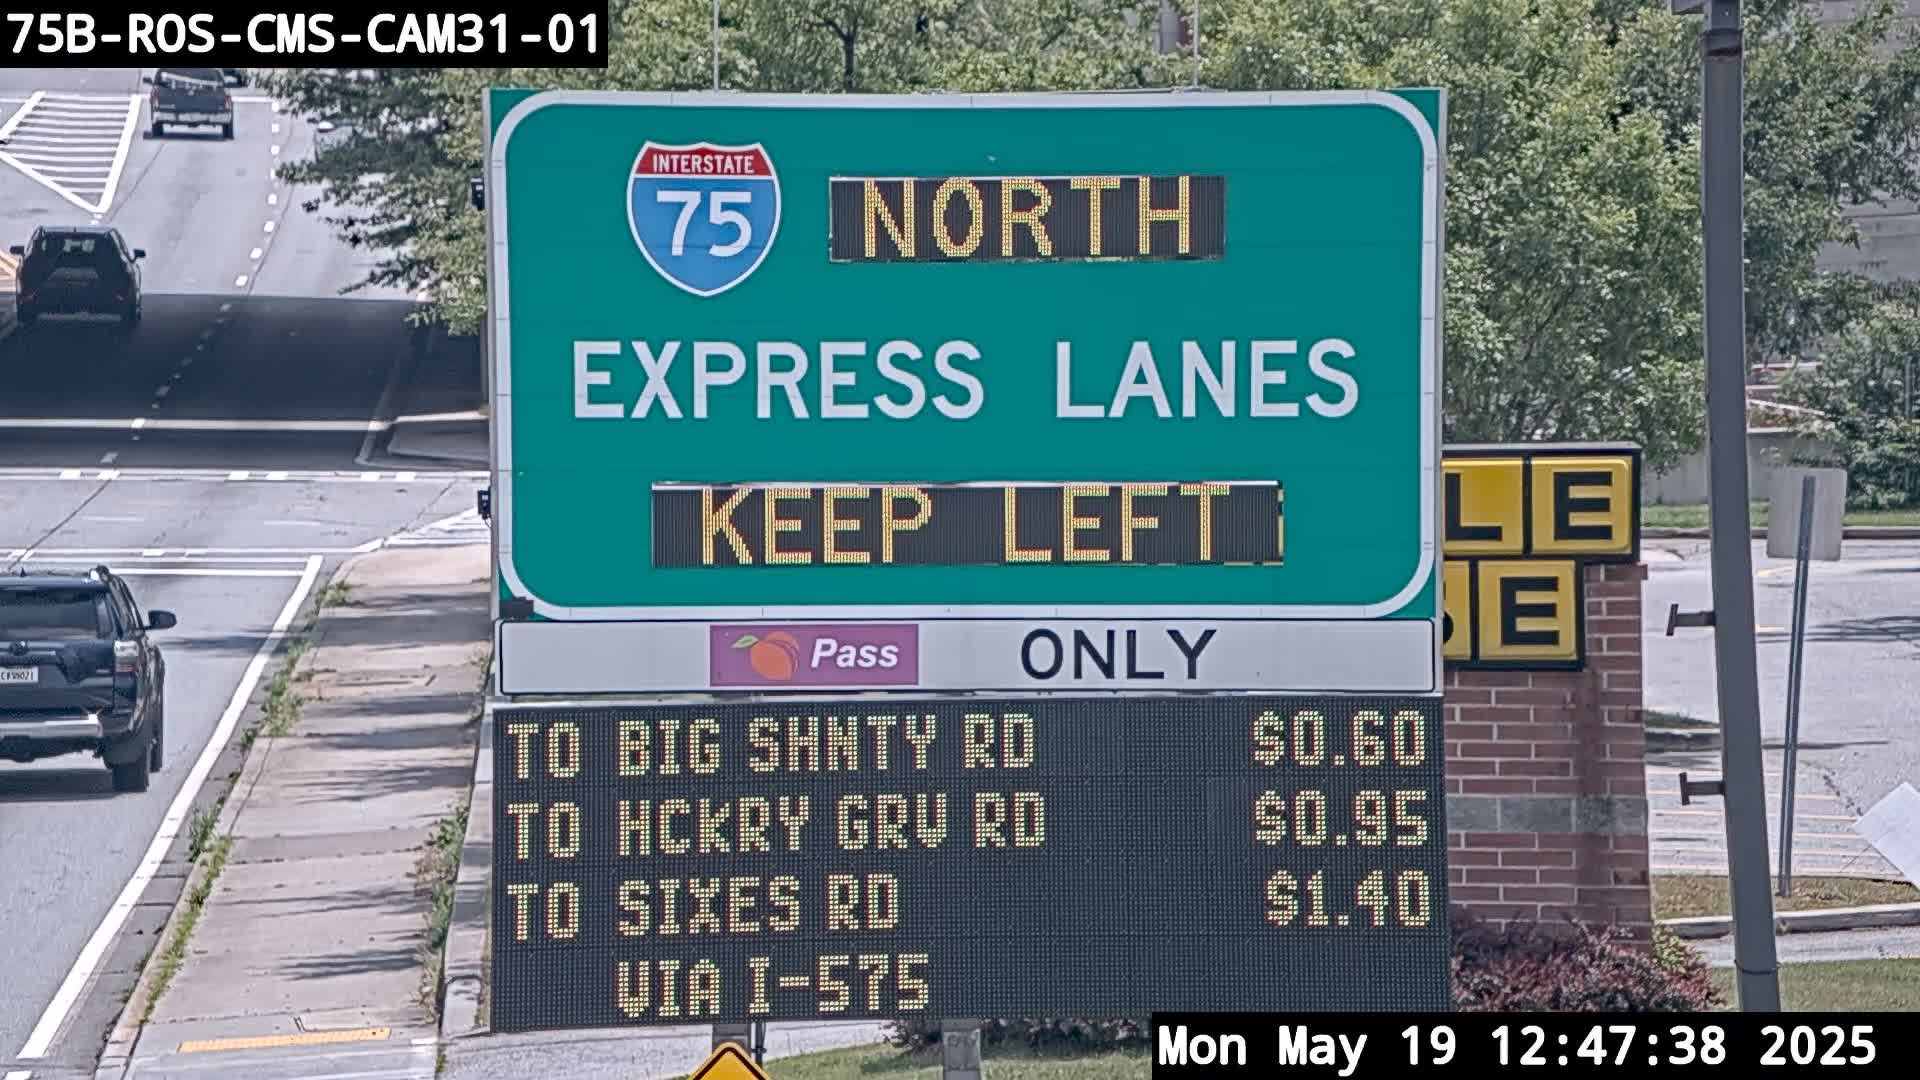 75B-ROS-CMS-CAM31-01
INTERSTATE
75
NORTH
EXPRESS LANES
KEEP LEFT
Pass ONLY
TO BIG SHNTY RD $0.60
TO HCKRY GRV RD $0.95
TO SIXES RD $1.40
VIA I-575
LE
E
Mon May 19 12:47:38 2025